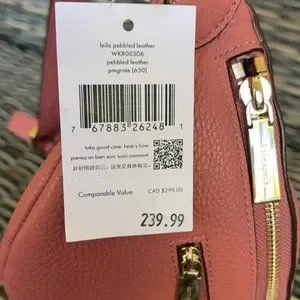 leila pebbled leather
WKR00306
pebbled leather
pmgrnte (650)
7 67883 26248 1
take good care. here's how.
prenez-en bien soin. voici comment.
Comparable Value CAD $299.00
239.99